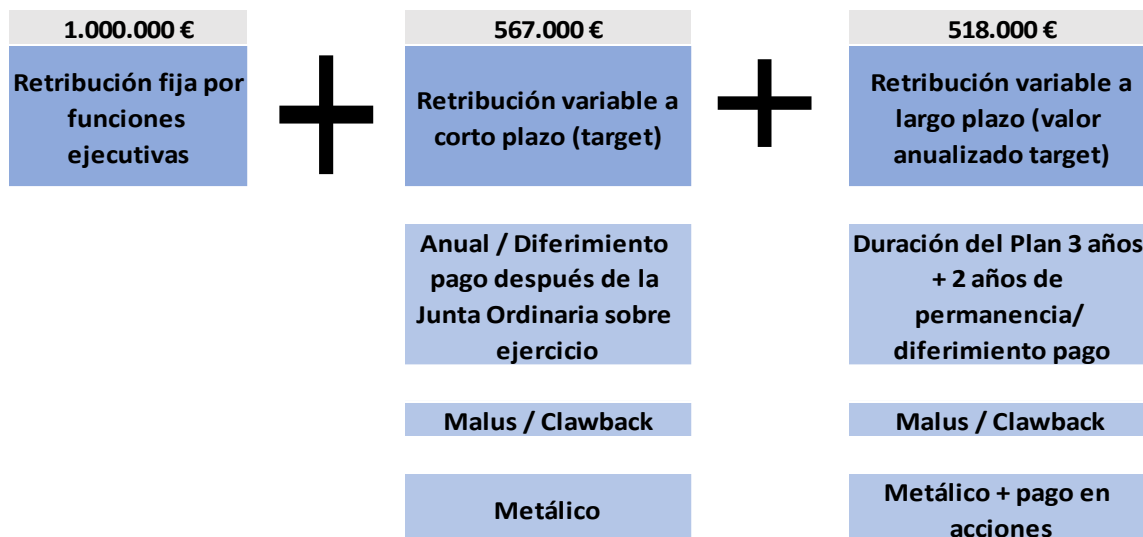 1.000.000 €
Retribución fija por
funciones
ejecutivas
567.000 €
Retribución variable a
corto plazo (target)
Anual / Diferimiento
pago después de la
Junta Ordinaria sobre
ejercicio
Malus / Clawback
Metálico
518.000 €
Retribución variable a
largo plazo (valor
anualizado target)
Duración del Plan 3 años
+ 2 años de
permanencia/
diferimiento pago
Malus / Clawback
Metálico + pago en
acciones